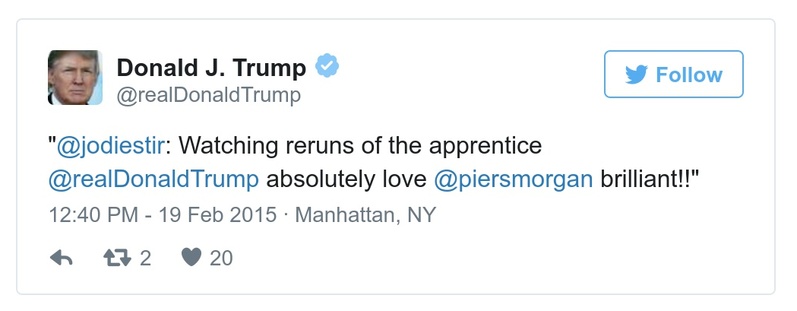 Donald J. Trump
@realDonaldTrump
Follow
"@jodiestir: Watching reruns of the apprentice
@realDonaldTrump absolutely love @piersmorgan brilliant!!"
12:40 PM - 19 Feb 2015 · Manhattan, NY
2 20